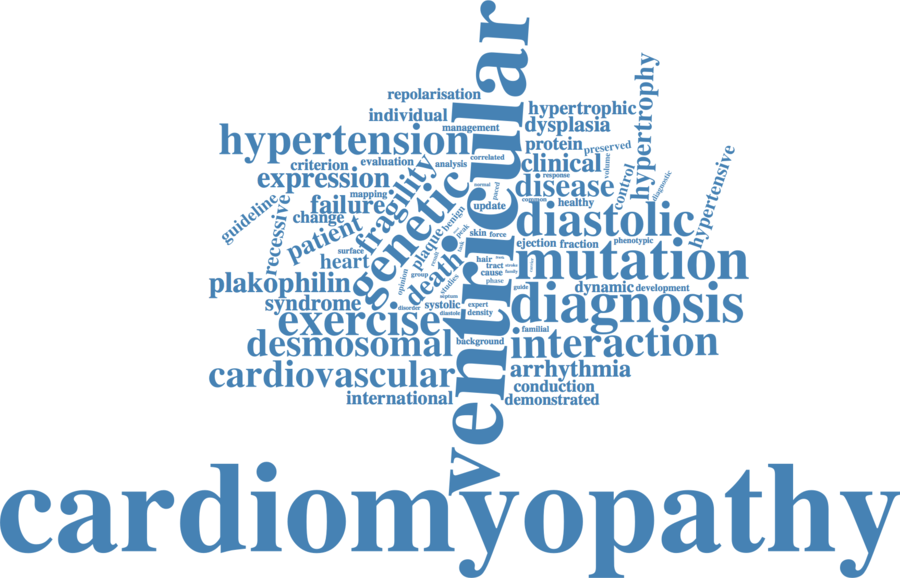 ventricular
repolarisation
individual
hypertrophic
management
dysplasia
hypertension
protein
preserved
hypertrophy
criterion
evaluation
analysis
correlated
clinical
volume
hypertensive
expression
fragility
response
disease
control
diagnostic
mapping
normal
paced
common
healthy
guideline
recessive
failure
change
genetic
benign
update
diastolic
patient
plaque
peak
skin
force
ejection
fraction
phenotypic
surface
heart
death
hair
tract
cause
family
mutation
opinion
group
studies
phase
plakophilin
septum
guide
dynamic
development
syndrome
disorder
systolic
diastole
expert
density
diagnosis
exercise
familial
desmosomal
background
interaction
cardiovascular
arrhythmia
conduction
international
demonstrated
cardiomyopathy